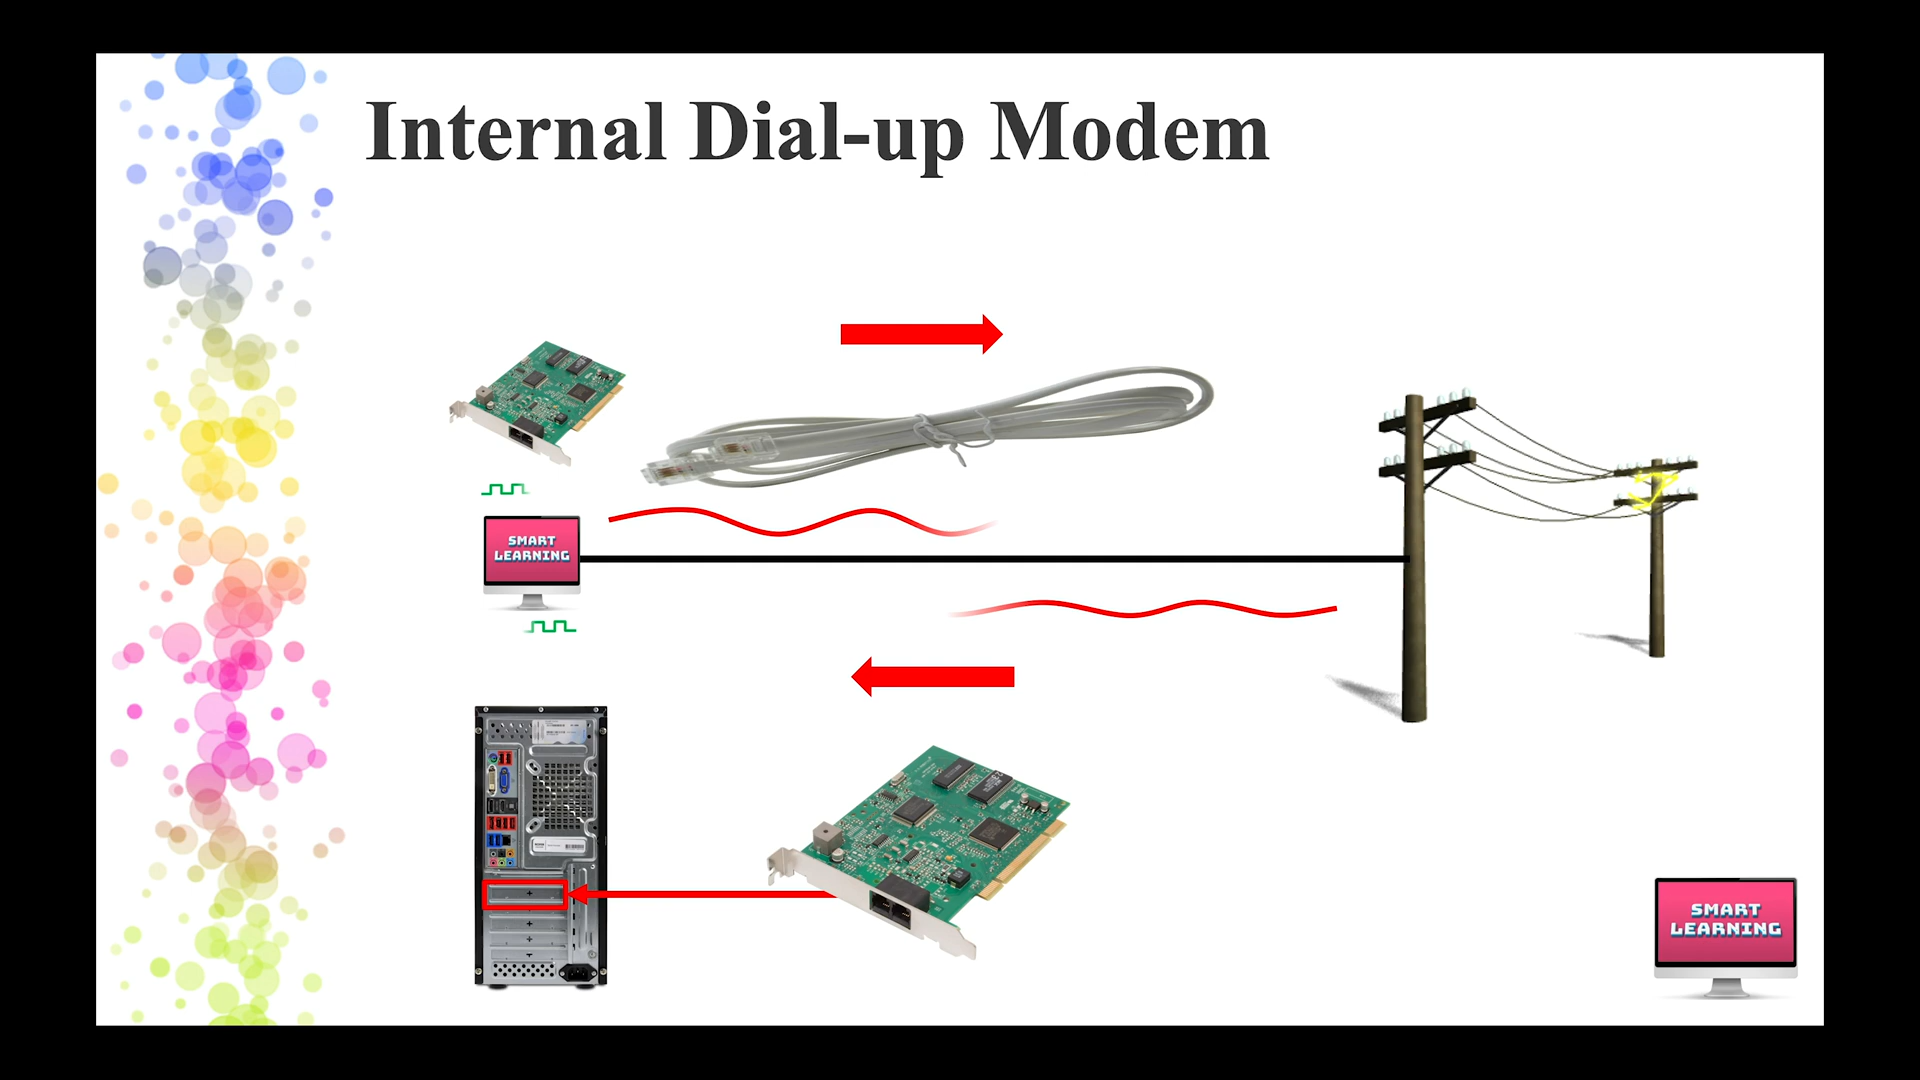 Internal Dial-up Modem
SMART
LEARNING
SMART
LEARNING